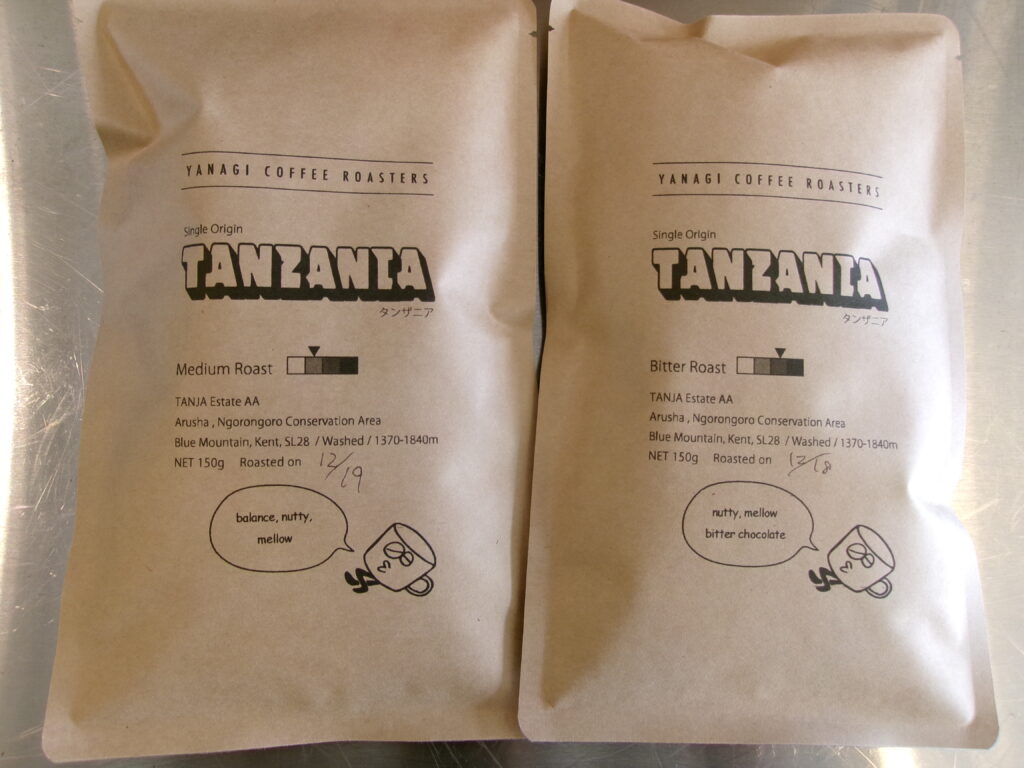 YANAGI COFFEE ROASTERS
Single Origin
TANZANIA
タンザニア
Medium Roast
TANJA Estate AA
Arusha , Ngorongoro Conservation Area
Blue Mountain, Kent, SL28 / Washed / 1370-1840m
NET 150g Roasted on 12/19
balance, nutty,
mellow
YANAGI COFFEE ROASTERS
Single Origin
TANZANIA
タンザニア
Bitter Roast
TANJA Estate AA
Arusha , Ngorongoro Conservation Area
Blue Mountain, Kent, SL28 / Washed / 1370-1840m
NET 150g Roasted on 12/18
nutty, mellow
bitter chocolate